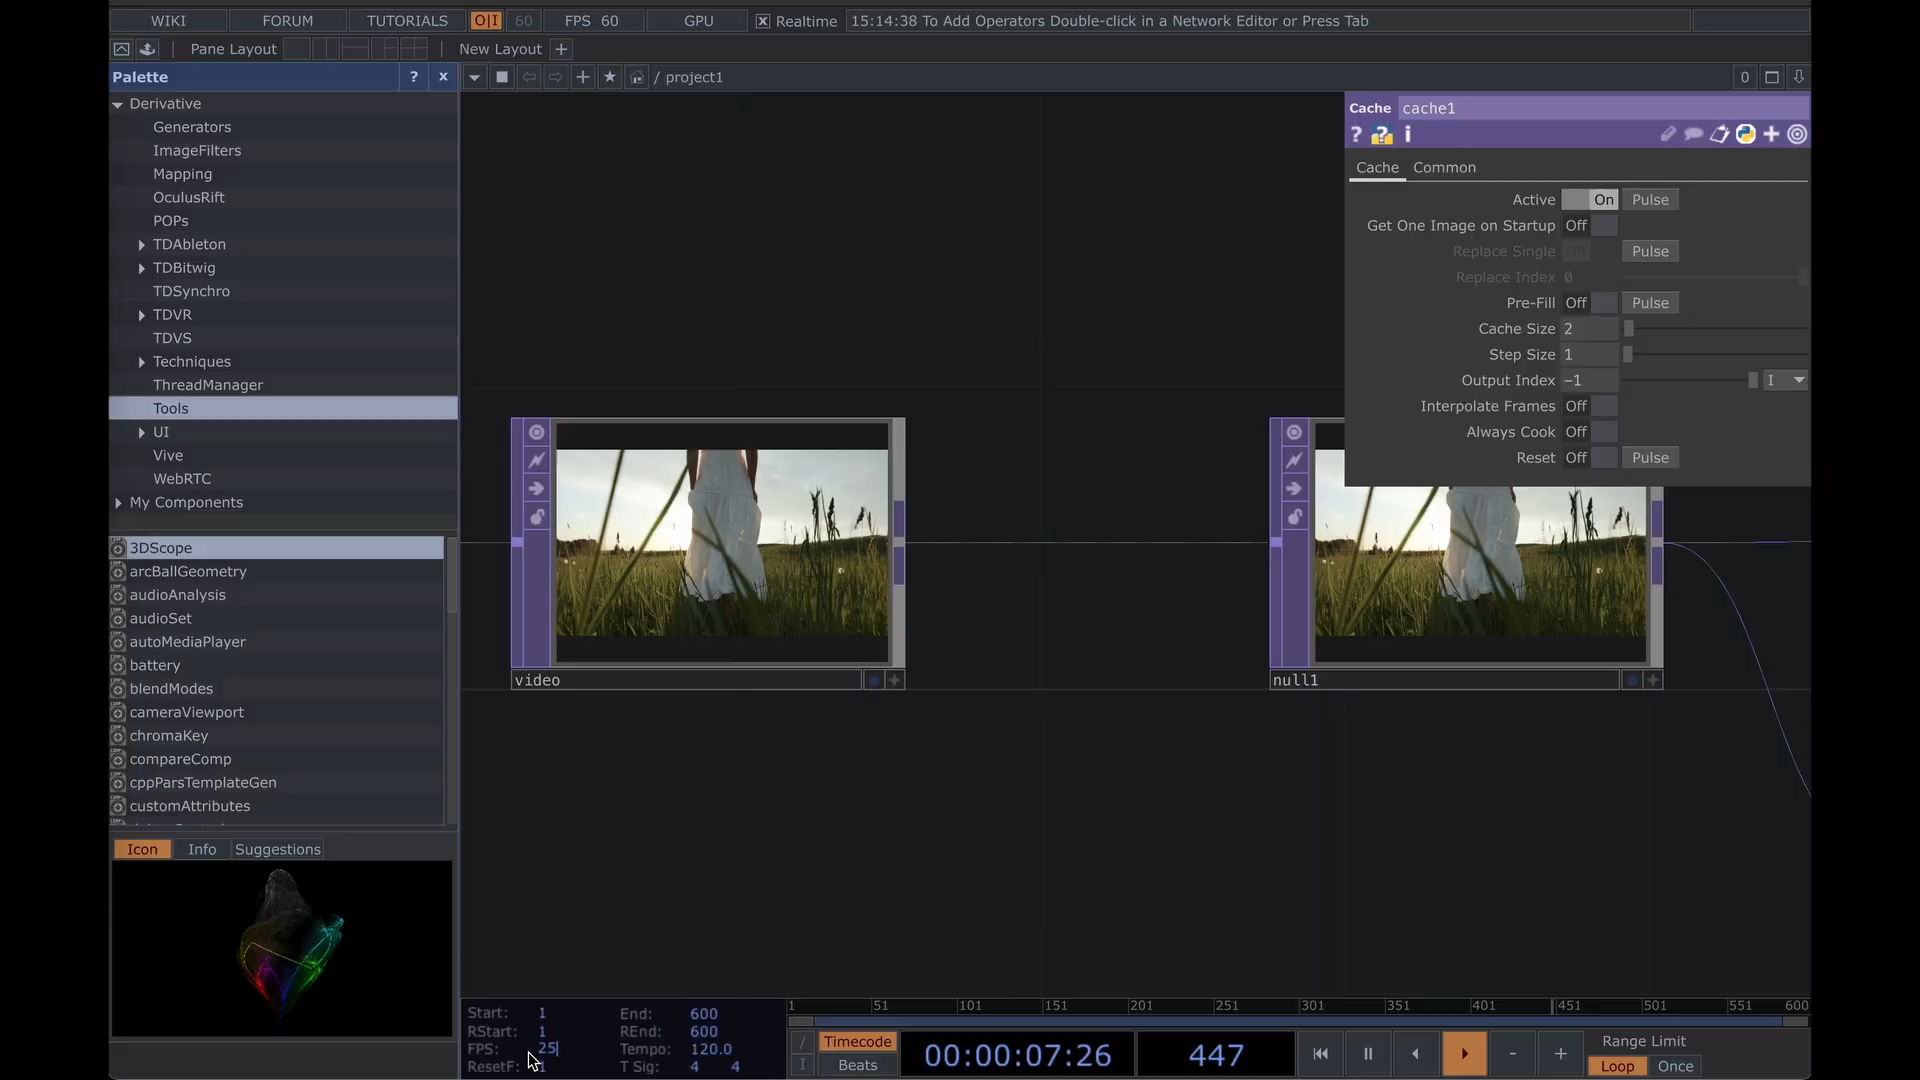 WIKI FORUM TUTORIALS O|I 60 FPS 60 GPU Realtime 15:14:38 To Add Operators Double-click in a Network Editor or Press Tab
Pane Layout New Layout +
Palette ? x
/ project1 0
Derivative
Generators
ImageFilters
Mapping
OculusRift
POPs
TDAbleton
TDBitwig
TDSynchro
TDVR
TDVS
Techniques
ThreadManager
Tools
UI
Vive
WebRTC
My Components
3DScope
arcBallGeometry
audioAnalysis
audioSet
autoMediaPlayer
battery
blendModes
cameraViewport
chromaKey
compareComp
cppParsTemplateGen
customAttributes
Icon Info Suggestions
video
null1
Cache cache1
? ? i
Cache Common
Active On Pulse
Get One Image on Startup Off
Replace Single Pulse
Replace Index 0
Pre-Fill Off Pulse
Cache Size 2
Step Size 1
Output Index -1 I
Interpolate Frames Off
Always Cook Off
Reset Off Pulse
Start: 1 End: 600
RStart: 1 REnd: 600
FPS: 25 Tempo: 120.0
ResetF: 1 T Sig: 4 4
1 51 101 151 201 251 301 351 401 451 501 551 600
/ Timecode
I Beats
00:00:07:26 447
- +
Range Limit
Loop Once